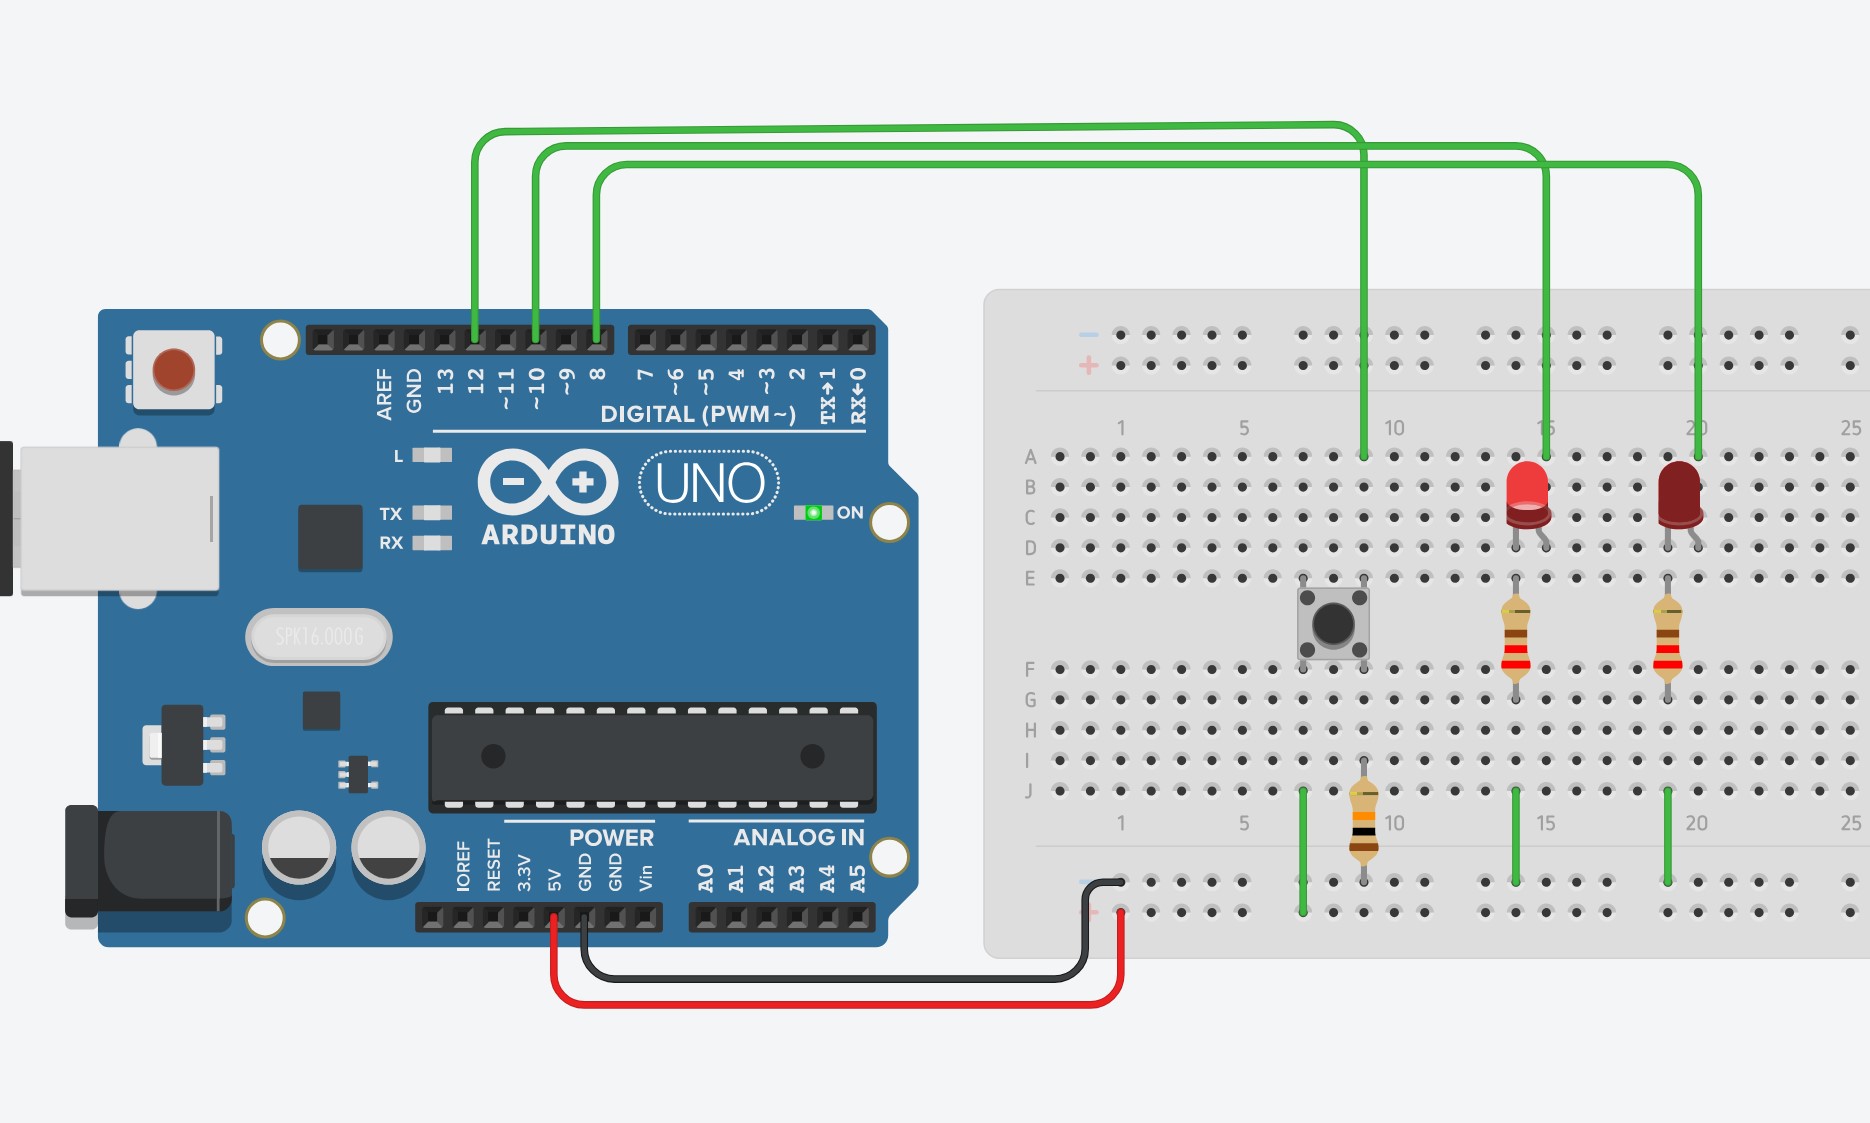 AREF
GND
13
12
~11
~10
~9
8
7
~6
~5
4
~3
2
TX→1
RX←0
DIGITAL (PWM ~)
L
TX
RX
UNO
ARDUINO
ON
SPK16.000G
POWER
ANALOG IN
IOREF
RESET
3.3V
5V
GND
GND
Vin
A0
A1
A2
A3
A4
A5
− +
1 5 10 15 20 25
A
B
C
D
E
F
G
H
I
J
1 5 10 15 20 25
− +